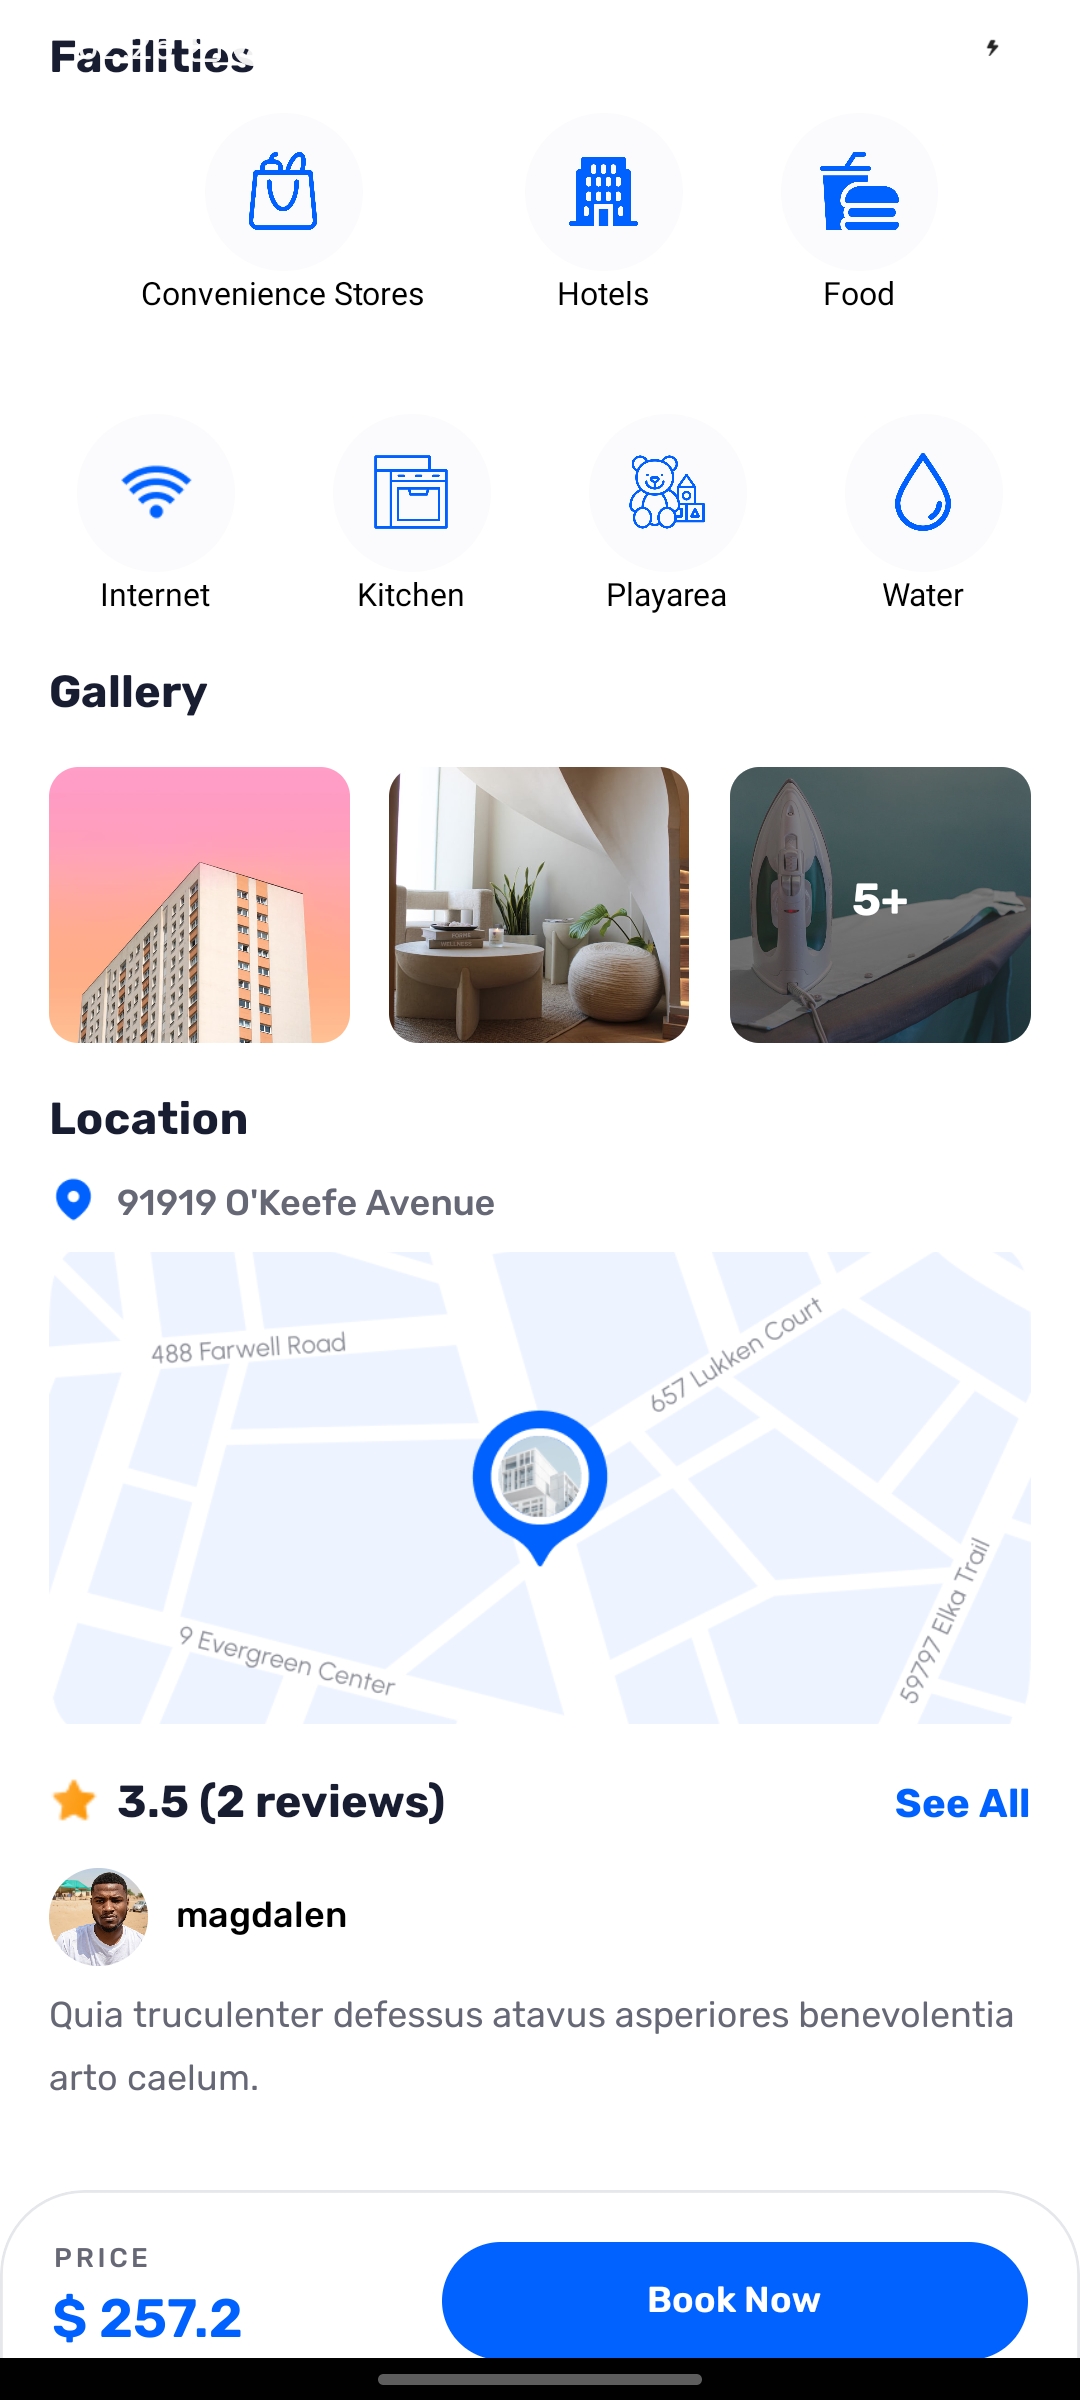 Facilities
Convenience Stores
Hotels
Food
Internet
Kitchen
Playarea
Water
Gallery
5+
Location
91919 O'Keefe Avenue
488 Farwell Road
657 Lukken Court
59797 Elka Trail
9 Evergreen Center
3.5 (2 reviews)
See All
magdalen
Quia truculenter defessus atavus asperiores benevolentia
arto caelum.
PRICE
$ 257.2
Book Now